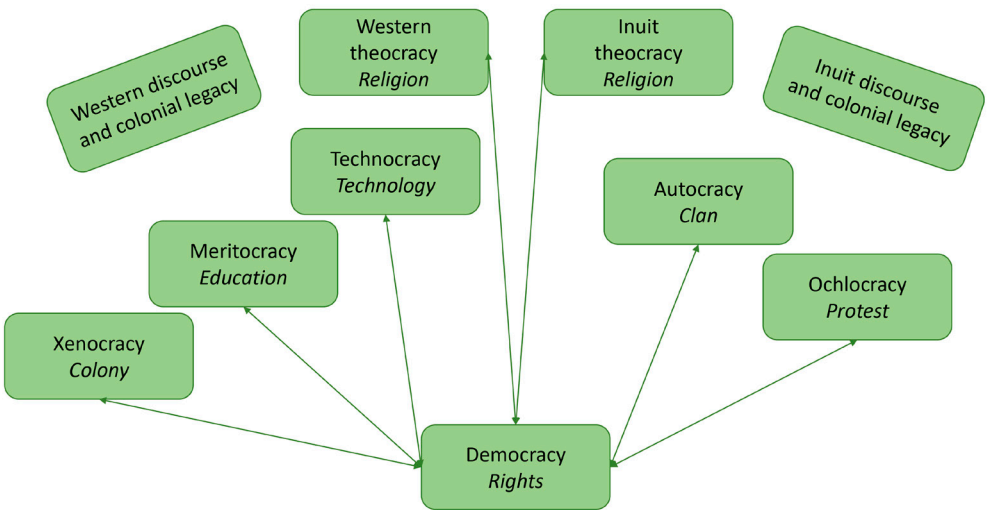 Western discourse
and colonial legacy
Western
theocracy
Religion
Inuit
theocracy
Religion
Inuit discourse
and colonial legacy
Technocracy
Technology
Autocracy
Clan
Meritocracy
Education
Ochlocracy
Protest
Xenocracy
Colony
Democracy
Rights